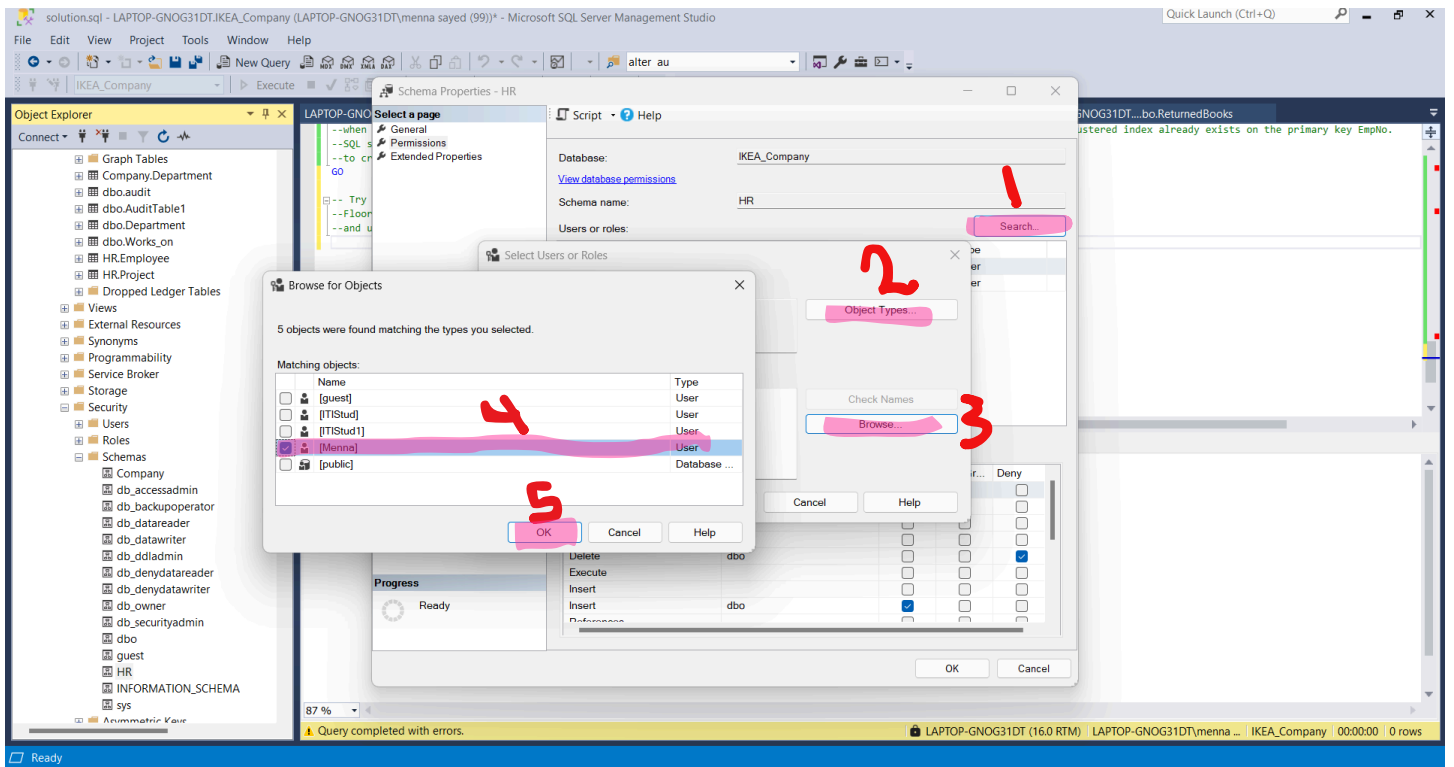 solution.sql - LAPTOP-GNOG31DT.IKEA_Company (LAPTOP-GNOG31DT\menna sayed (99))* - Microsoft SQL Server Management Studio
Quick Launch (Ctrl+Q)
File Edit View Project Tools Window Help
New Query MDX DMX XMLA DAX alter au
IKEA_Company Execute
Object Explorer
Connect
Graph Tables
Company.Department
dbo.audit
dbo.AuditTable1
dbo.Department
dbo.Works_on
HR.Employee
HR.Project
Dropped Ledger Tables
Views
External Resources
Synonyms
Programmability
Service Broker
Storage
Security
Users
Roles
Schemas
Company
db_accessadmin
db_backupoperator
db_datareader
db_datawriter
db_ddladmin
db_denydatareader
db_denydatawriter
db_owner
db_securityadmin
dbo
guest
HR
INFORMATION_SCHEMA
sys
Asymmetric Keys
LAPTOP-GNO
GNOG31DT....bo.ReturnedBooks
--when
ustered index already exists on the primary key EmpNo.
--SQL s
--to cr
GO
-- Try
--Floor
--and u
Schema Properties - HR
Select a page
General
Permissions
Extended Properties
Script Help
Database: IKEA_Company
View database permissions
Schema name: HR
Users or roles:
1
Search...
pe
er
er
Select Users or Roles
2
Object Types...
Check Names
3
Browse...
Cancel Help
Browse for Objects
5 objects were found matching the types you selected.
Matching objects:
Name Type
[guest] User
[ITIStud] User
[ITIStud1] User
[Menna] User
[public] Database ...
4
5
OK Cancel Help
r... Deny
Delete dbo
Execute
Insert
Insert dbo
References
Progress
Ready
OK Cancel
87 %
Query completed with errors.
LAPTOP-GNOG31DT (16.0 RTM) LAPTOP-GNOG31DT\menna ... IKEA_Company 00:00:00 0 rows
Ready